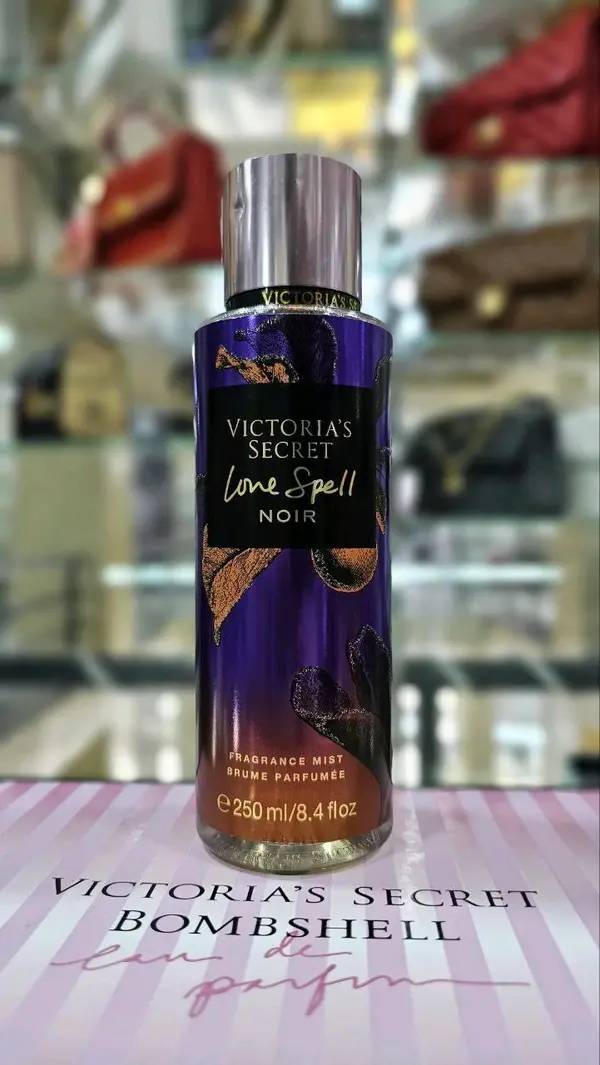 VICTORIA'S SE
VICTORIA'S
SECRET
Love Spell
NOIR
FRAGRANCE MIST
BRUME PARFUMÉE
℮ 250 ml/8.4 fl oz
VICTORIA'S SECRET
BOMBSHELL
eau de
parfum